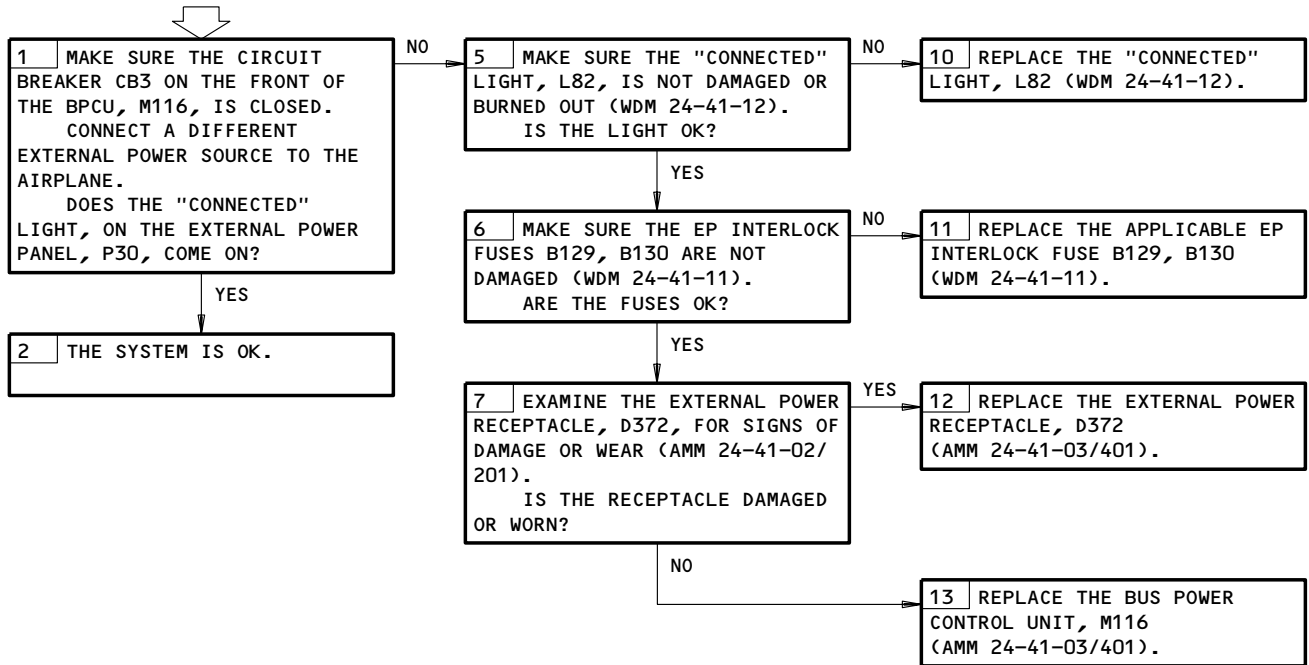 1 MAKE SURE THE CIRCUIT
BREAKER CB3 ON THE FRONT OF
THE BPCU, M116, IS CLOSED.
CONNECT A DIFFERENT
EXTERNAL POWER SOURCE TO THE
AIRPLANE.
DOES THE "CONNECTED"
LIGHT, ON THE EXTERNAL POWER
PANEL, P30, COME ON?
YES
2 THE SYSTEM IS OK.
NO
5 MAKE SURE THE "CONNECTED"
LIGHT, L82, IS NOT DAMAGED OR
BURNED OUT (WDM 24-41-12).
IS THE LIGHT OK?
NO
10 REPLACE THE "CONNECTED"
LIGHT, L82 (WDM 24-41-12).
YES
6 MAKE SURE THE EP INTERLOCK
FUSES B129, B130 ARE NOT
DAMAGED (WDM 24-41-11).
ARE THE FUSES OK?
NO
11 REPLACE THE APPLICABLE EP
INTERLOCK FUSE B129, B130
(WDM 24-41-11).
YES
7 EXAMINE THE EXTERNAL POWER
RECEPTACLE, D372, FOR SIGNS OF
DAMAGE OR WEAR (AMM 24-41-02/
201).
IS THE RECEPTACLE DAMAGED
OR WORN?
YES
12 REPLACE THE EXTERNAL POWER
RECEPTACLE, D372
(AMM 24-41-03/401).
NO
13 REPLACE THE BUS POWER
CONTROL UNIT, M116
(AMM 24-41-03/401).